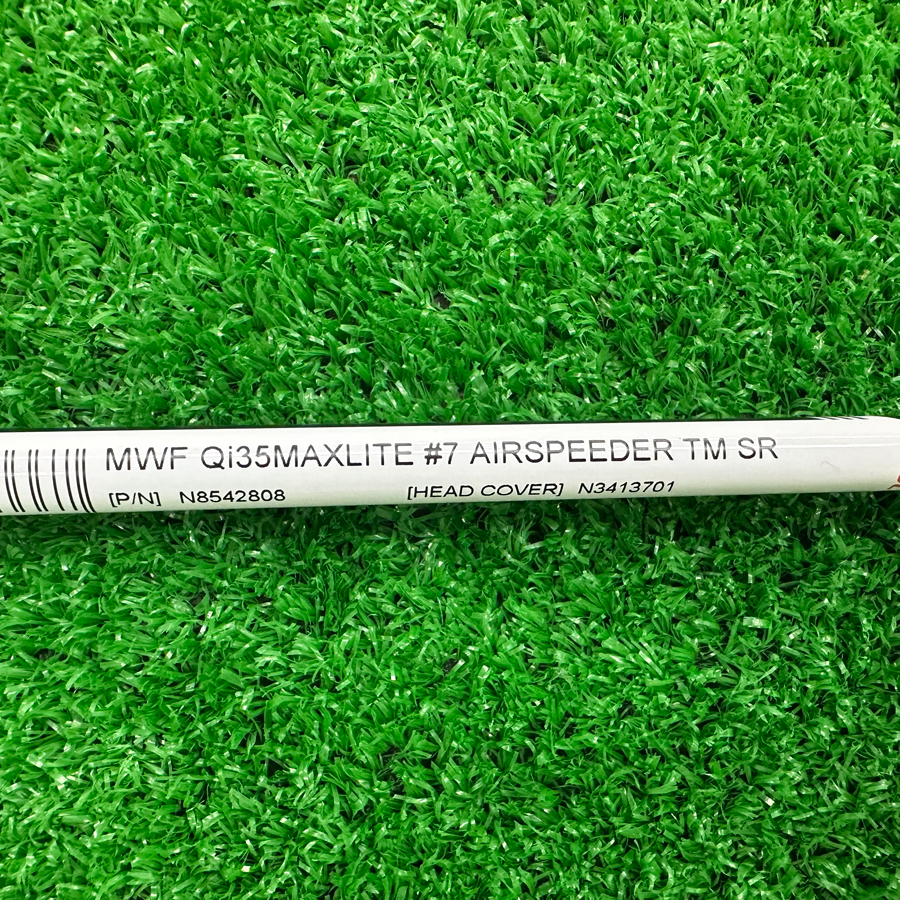 MWF Qi35MAXLITE #7 AIRSPEEDER TM SR
[P/N] N8542808 [HEAD COVER] N3413701